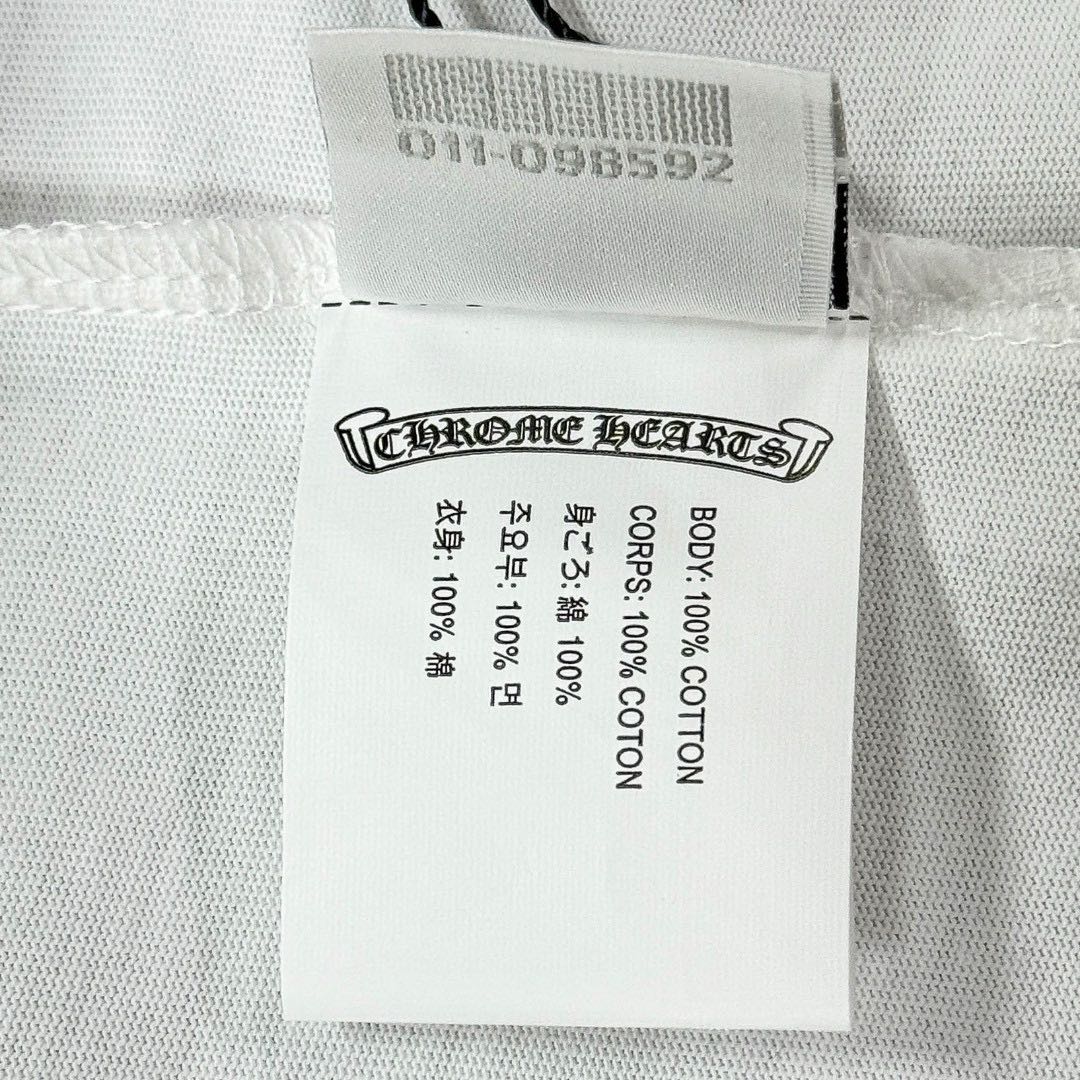 011-098592
CHROME HEARTS
BODY: 100% COTTON
CORPS: 100% COTON
身ごろ: 綿 100%
주요부: 100% 면
衣身: 100% 棉